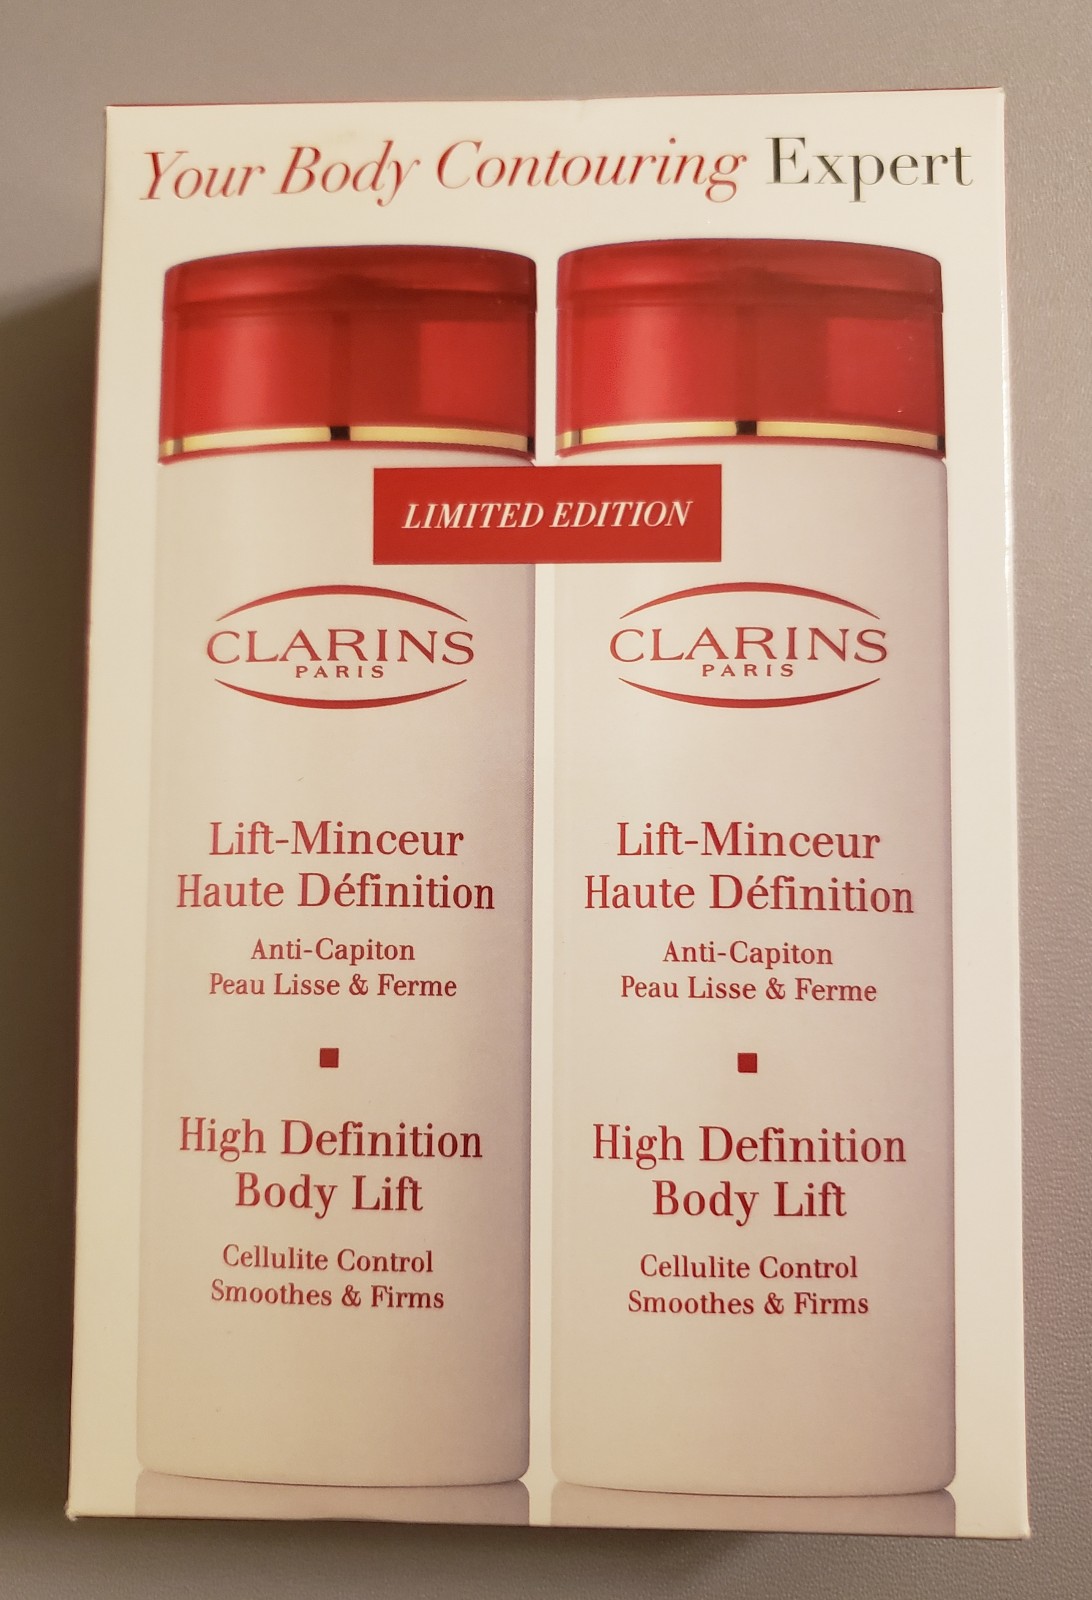 Your Body Contouring Expert
LIMITED EDITION
CLARINS
PARIS
Lift-Minceur
Haute Définition
Anti-Capiton
Peau Lisse & Ferme
High Definition
Body Lift
Cellulite Control
Smoothes & Firms
CLARINS
PARIS
Lift-Minceur
Haute Définition
Anti-Capiton
Peau Lisse & Ferme
High Definition
Body Lift
Cellulite Control
Smoothes & Firms